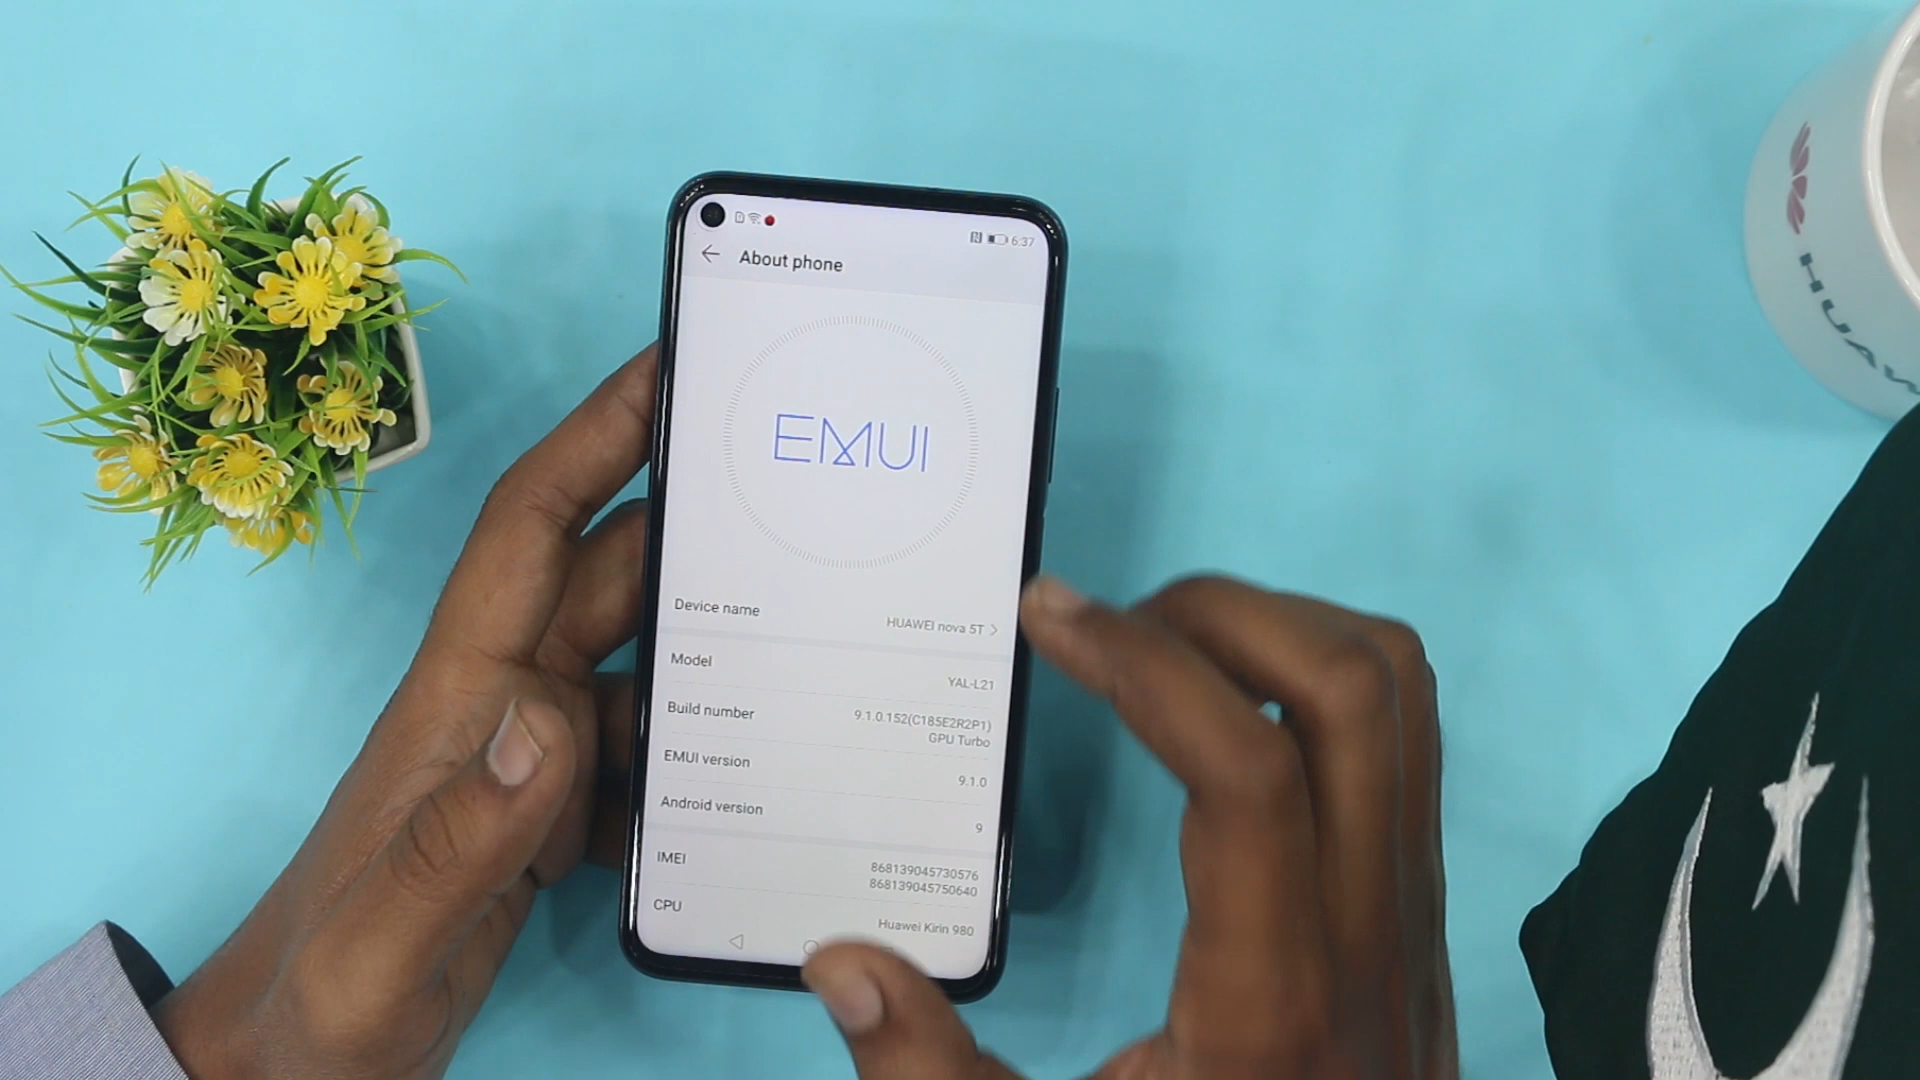 6:37
About phone
EMUI
Device name
HUAWEI nova 5T
Model
YAL-L21
Build number
9.1.0.152(C185E2R2P1)
GPU Turbo
EMUI version
9.1.0
Android version
9
IMEI
868139045730576
868139045750640
CPU
Huawei Kirin 980
HUAW